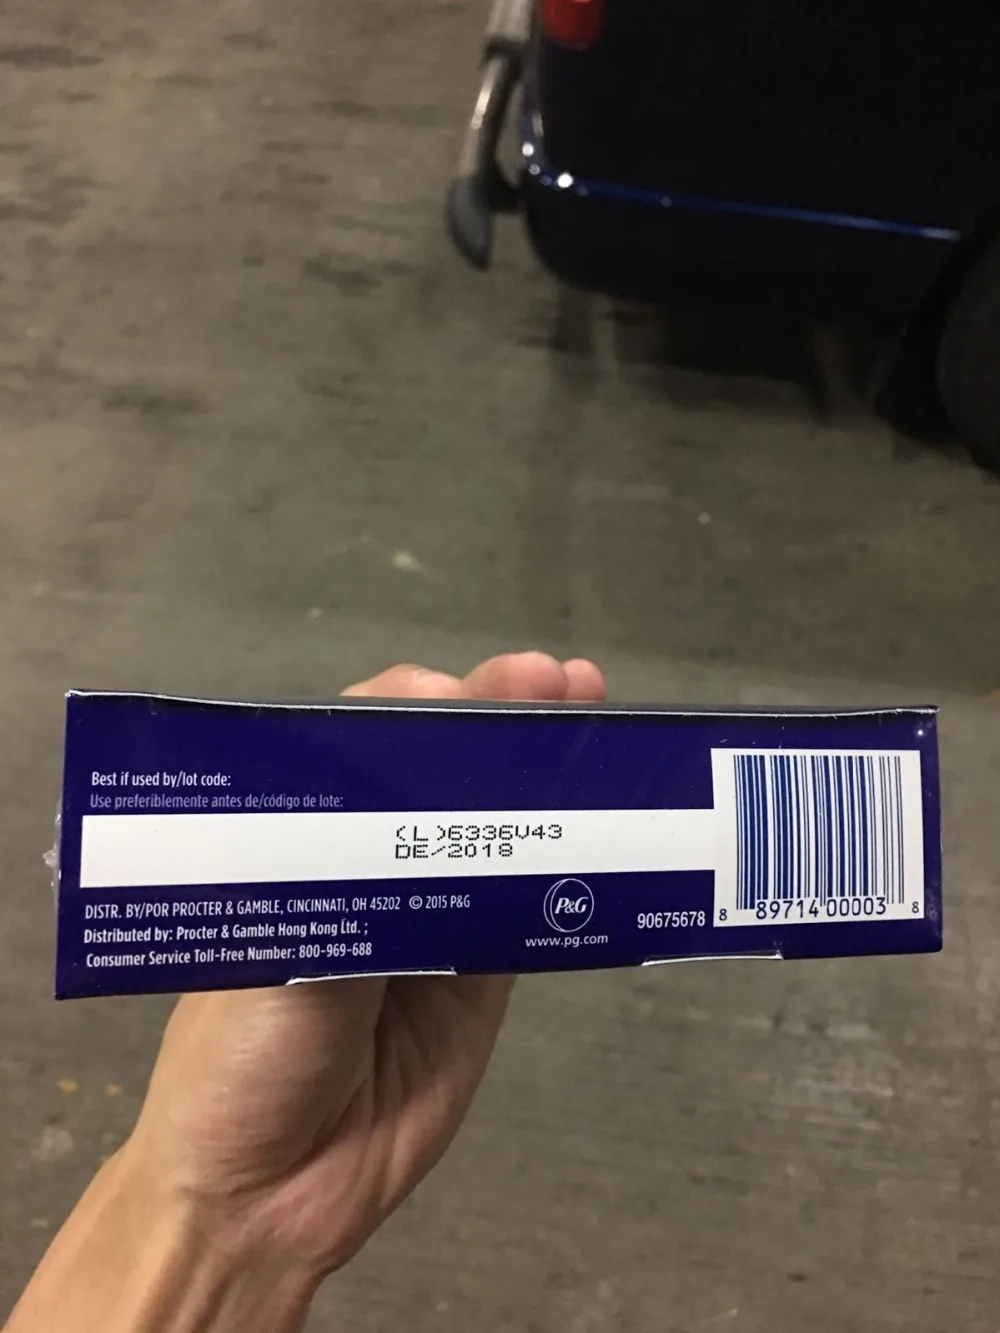 Best if used by/lot code:
Use preferiblemente antes de/código de lote:
(L)6336V43
DE/2018
DISTR. BY/POR PROCTER & GAMBLE, CINCINNATI, OH 45202 © 2015 P&G
Distributed by: Procter & Gamble Hong Kong Ltd. ;
Consumer Service Toll-Free Number: 800-969-688
P&G
www.pg.com
90675678
8 89714 00003 8